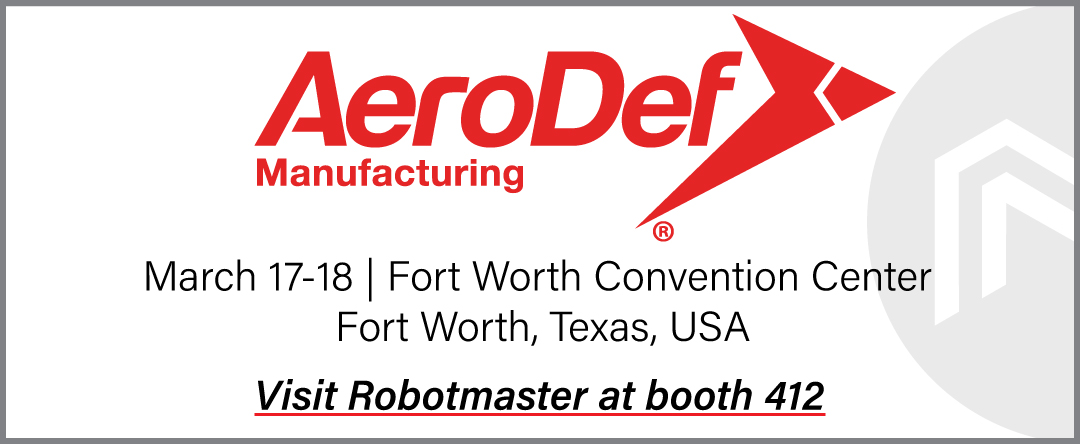 AeroDef
Manufacturing
®
March 17-18 | Fort Worth Convention Center
Fort Worth, Texas, USA
Visit Robotmaster at booth 412